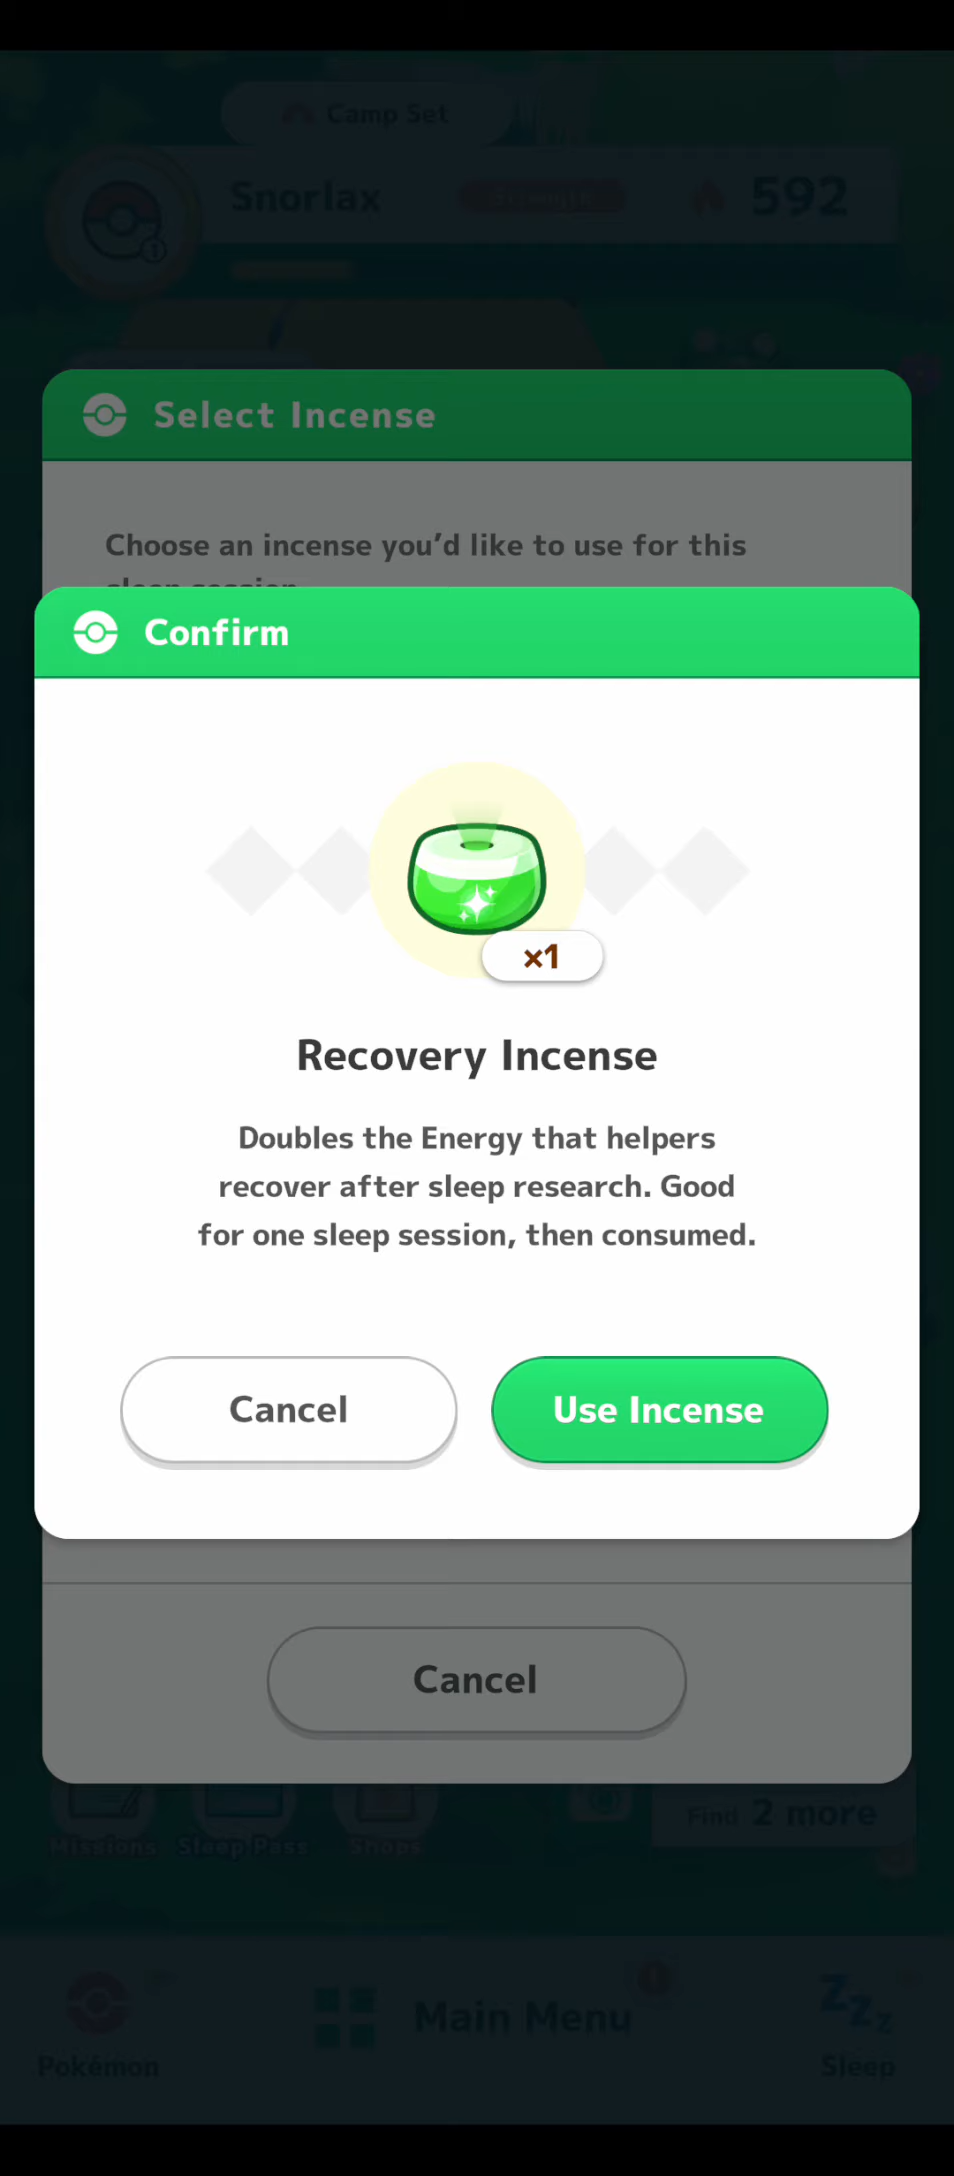 Camp Set
Snorlax
592
Select Incense
Choose an incense you’d like to use for this
sleep session
Confirm
×1
Recovery Incense
Doubles the Energy that helpers
recover after sleep research. Good
for one sleep session, then consumed.
Cancel
Use Incense
Cancel
Find 2 more
Missions
Sleep Pass
Shops
Pokémon
Main Menu
Sleep